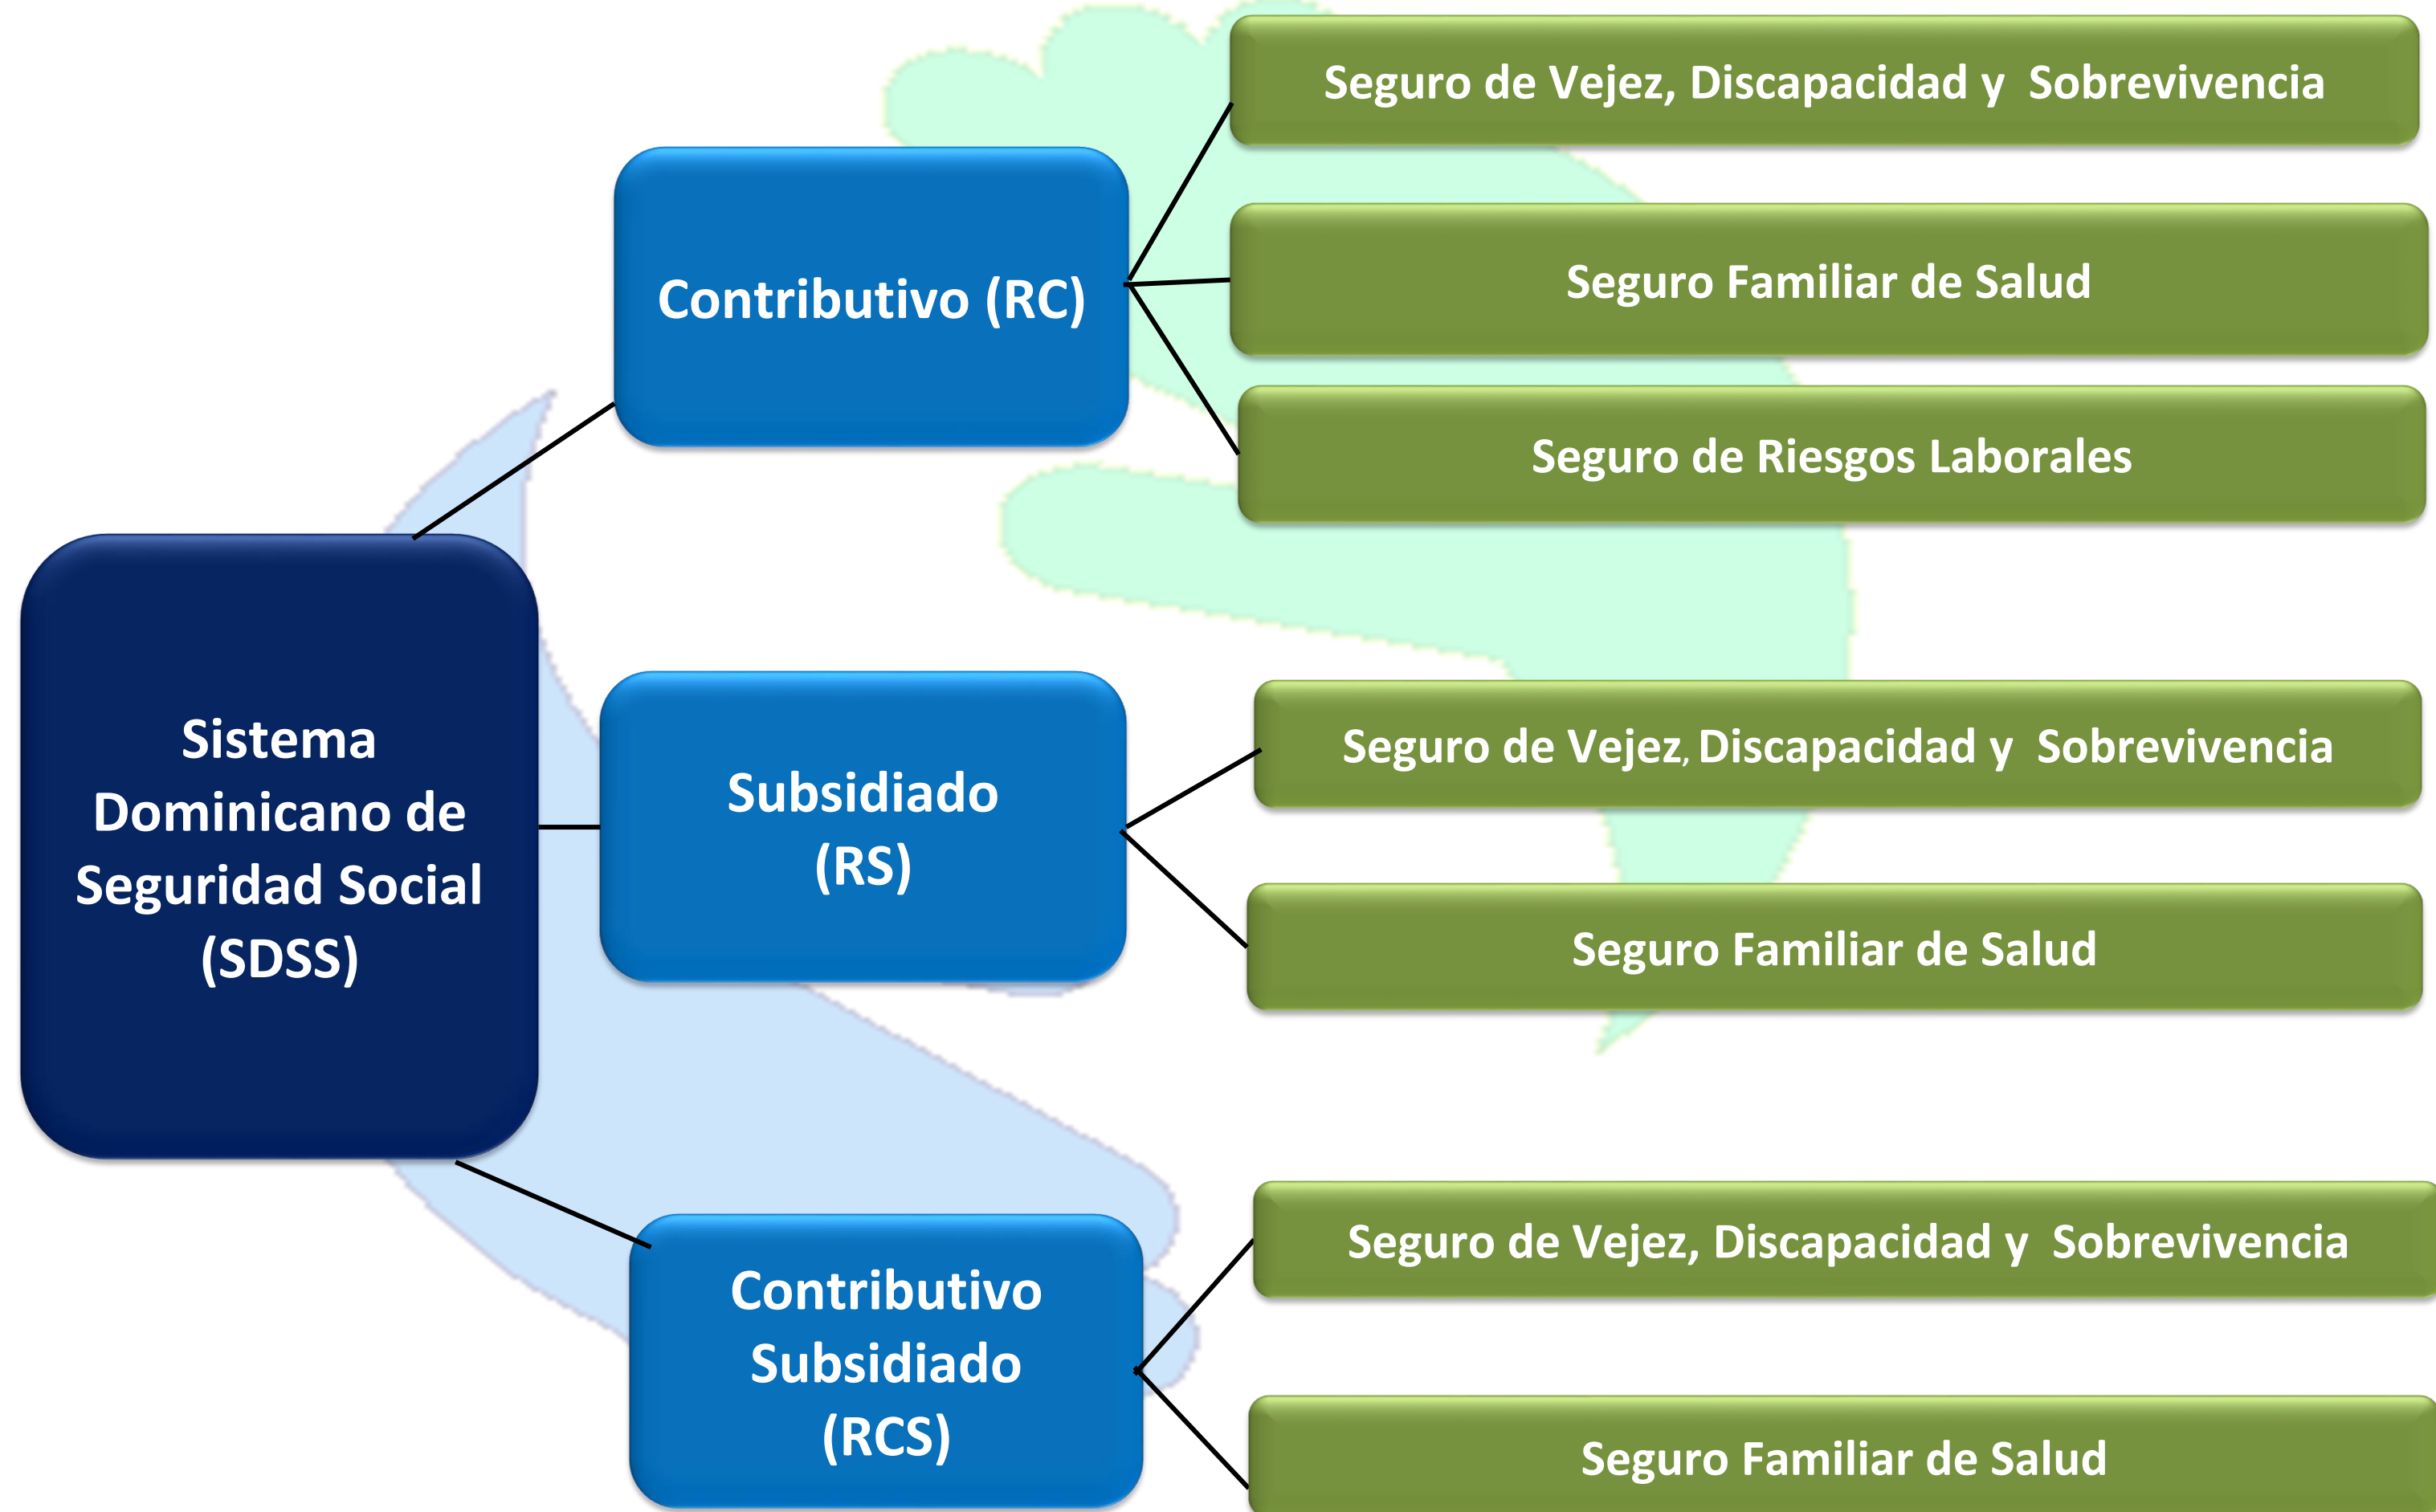 Sistema
Dominicano de
Seguridad Social
(SDSS)
Contributivo (RC)
Seguro de Vejez, Discapacidad y  Sobrevivencia
Seguro Familiar de Salud
Seguro de Riesgos Laborales
Subsidiado
(RS)
Seguro de Vejez, Discapacidad y  Sobrevivencia
Seguro Familiar de Salud
Contributivo
Subsidiado
(RCS)
Seguro de Vejez, Discapacidad y  Sobrevivencia
Seguro Familiar de Salud